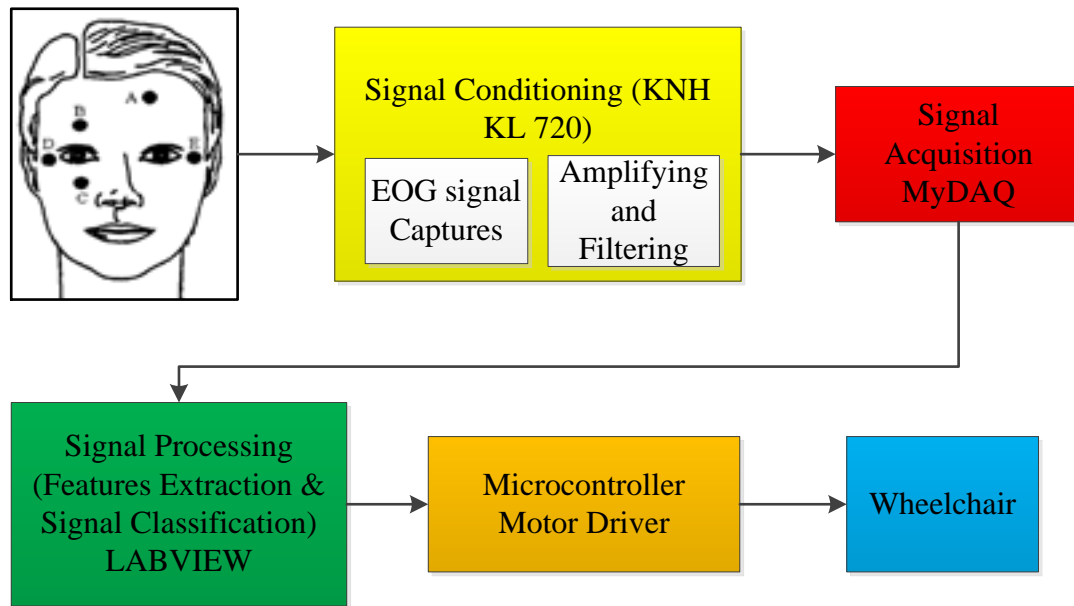 A
B
D
E
C
Signal Conditioning (KNH
KL 720)
EOG signal
Captures
Amplifying
and
Filtering
Signal
Acquisition
MyDAQ
Signal Processing
(Features Extraction &
Signal Classification)
LABVIEW
Microcontroller
Motor Driver
Wheelchair